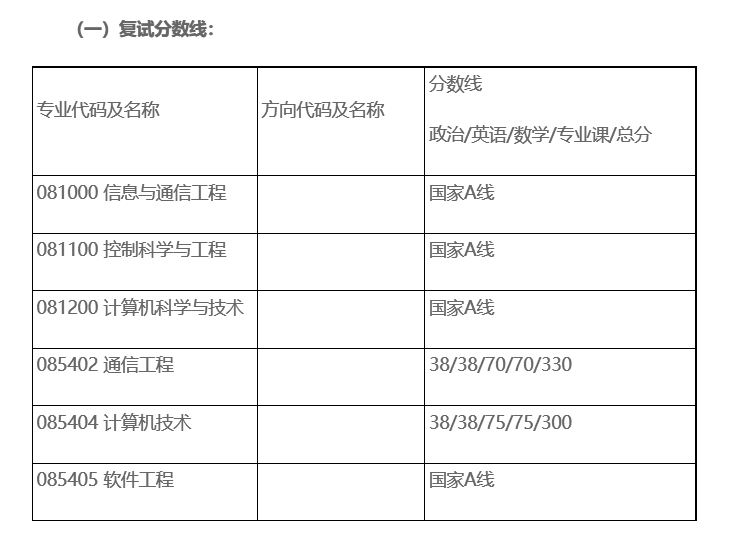 （一）复试分数线：
专业代码及名称
方向代码及名称
分数线
政治/英语/数学/专业课/总分
081000 信息与通信工程
国家A线
081100 控制科学与工程
国家A线
081200 计算机科学与技术
国家A线
085402 通信工程
38/38/70/70/330
085404 计算机技术
38/38/75/75/300
085405 软件工程
国家A线